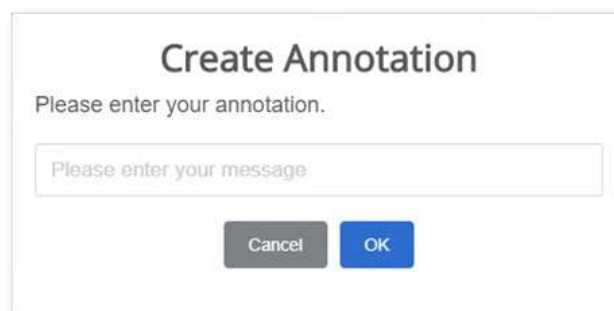 Create Annotation
Please enter your annotation.
Please enter your message
Cancel OK